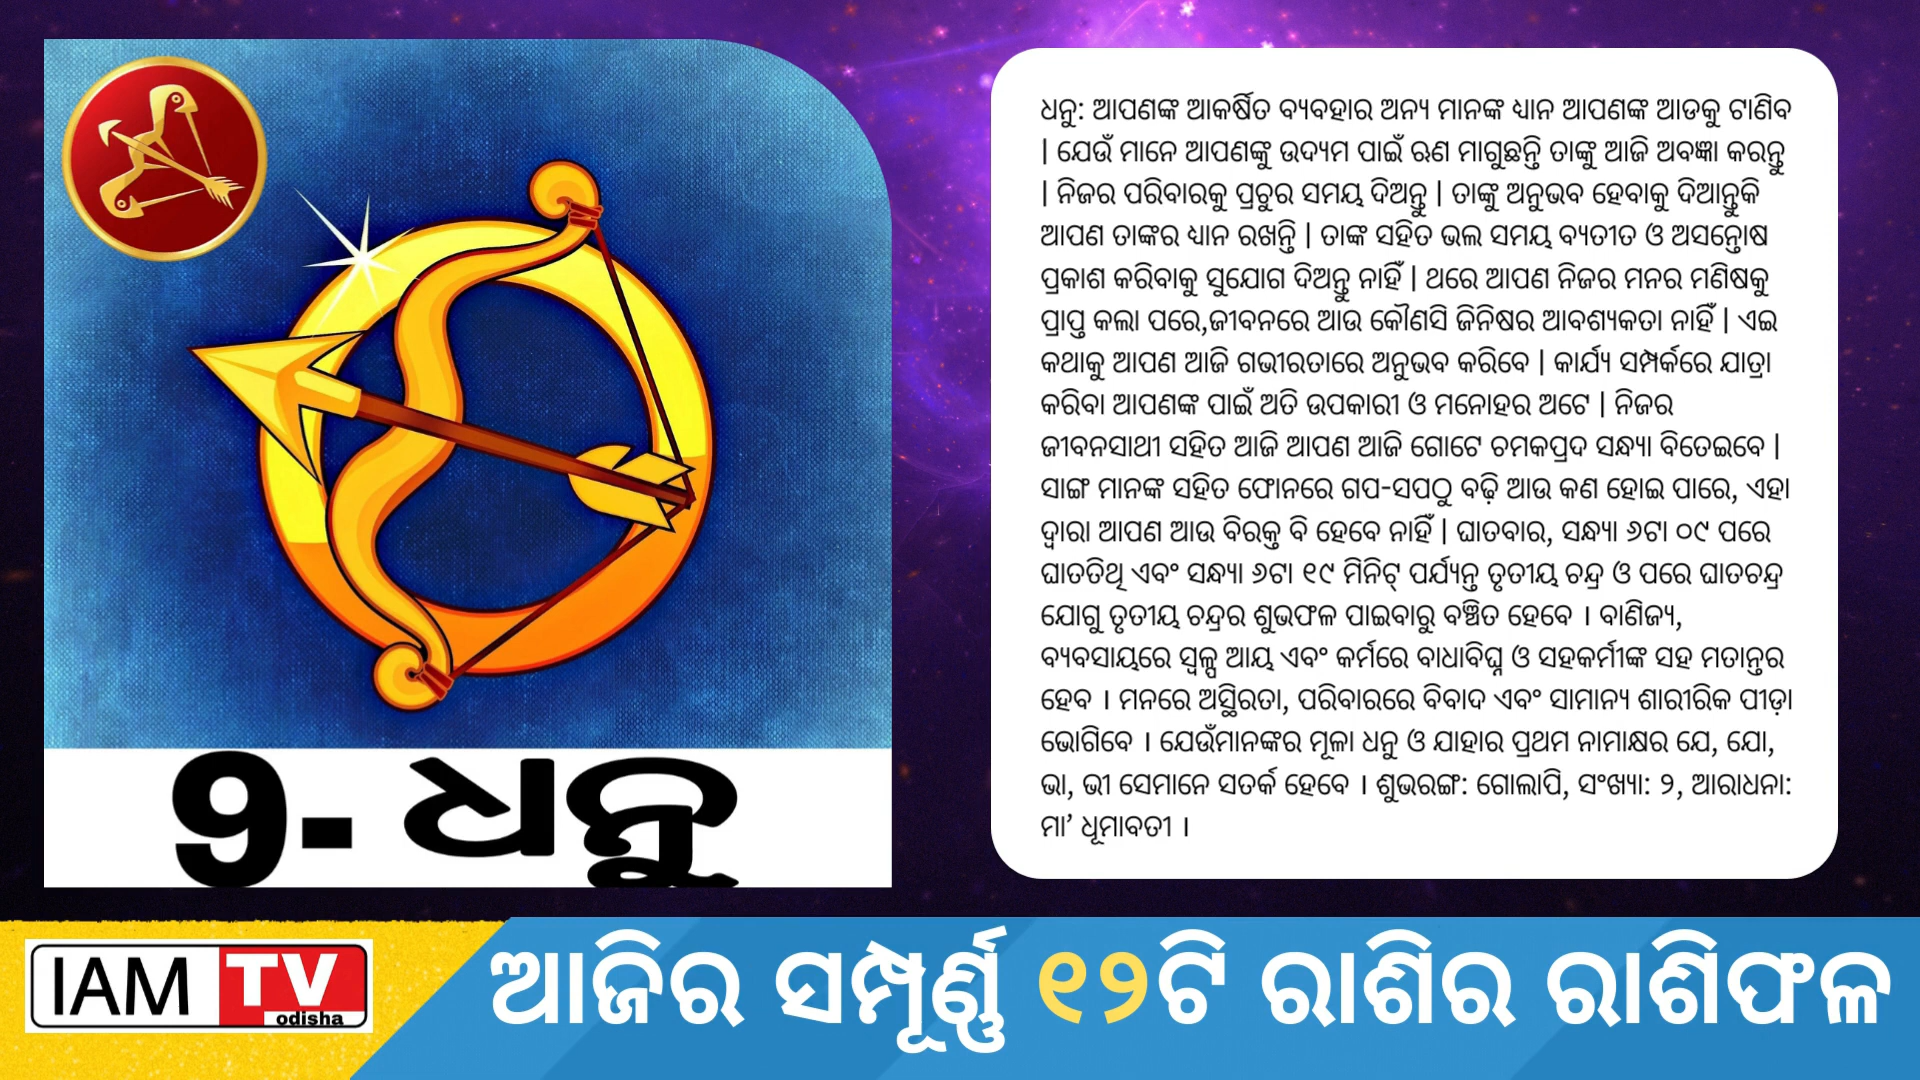 9- ଧନୁ
ଧନୁ: ଆପଣଙ୍କ ଆକର୍ଷିତ ବ୍ୟବହାର ଅନ୍ୟ ମାନଙ୍କ ଧ୍ୟାନ ଆପଣଙ୍କ ଆଡକୁ ଟାଣିବ
| ଯେଉଁ ମାନେ ଆପଣଙ୍କୁ ଉଦ୍ୟମ ପାଇଁ ଋଣ ମାଗୁଛନ୍ତି ତାଙ୍କୁ ଆଜି ଅବଜ୍ଞା କରନ୍ତୁ
| ନିଜର ପରିବାରକୁ ପ୍ରଚୁର ସମୟ ଦିଅନ୍ତୁ | ତାଙ୍କୁ ଅନୁଭବ ହେବାକୁ ଦିଆନ୍ତୁକି
ଆପଣ ତାଙ୍କର ଧ୍ୟାନ ରଖନ୍ତି | ତାଙ୍କ ସହିତ ଭଲ ସମୟ ବ୍ୟତୀତ ଓ ଅସନ୍ତୋଷ
ପ୍ରକାଶ କରିବାକୁ ସୁଯୋଗ ଦିଅନ୍ତୁ ନାହିଁ | ଥରେ ଆପଣ ନିଜର ମନର ମଣିଷକୁ
ପ୍ରାପ୍ତ କଲା ପରେ,ଜୀବନରେ ଆଉ କୌଣସି ଜିନିଷର ଆବଶ୍ୟକତା ନାହିଁ | ଏଇ
କଥାକୁ ଆପଣ ଆଜି ଗଭୀରତାରେ ଅନୁଭବ କରିବେ | କାର୍ଯ୍ୟ ସମ୍ପର୍କରେ ଯାତ୍ରା
କରିବା ଆପଣଙ୍କ ପାଇଁ ଅତି ଉପକାରୀ ଓ ମନୋହର ଅଟେ | ନିଜର
ଜୀବନସାଥୀ ସହିତ ଆଜି ଆପଣ ଆଜି ଗୋଟେ ଚମକପ୍ରଦ ସନ୍ଧ୍ୟା ବିତେଇବେ |
ସାଙ୍ଗ ମାନଙ୍କ ସହିତ ଫୋନରେ ଗପ-ସପଠୁ ବଢ଼ି ଆଉ କଣ ହୋଇ ପାରେ, ଏହା
ଦ୍ୱାରା ଆପଣ ଆଉ ବିରକ୍ତ ବି ହେବେ ନାହିଁ | ଘାତବାର, ସନ୍ଧ୍ୟା ୬ଟା ୦୯ ପରେ
ଘାତତିଥି ଏବଂ ସନ୍ଧ୍ୟା ୬ଟା ୧୯ ମିନିଟ୍ ପର୍ଯ୍ୟନ୍ତ ତୃତୀୟ ଚନ୍ଦ୍ର ଓ ପରେ ଘାତଚନ୍ଦ୍ର
ଯୋଗୁ ତୃତୀୟ ଚନ୍ଦ୍ରର ଶୁଭଫଳ ପାଇବାରୁ ବଞ୍ଚିତ ହେବେ । ବାଣିଜ୍ୟ,
ବ୍ୟବସାୟରେ ସ୍ୱଳ୍ପ ଆୟ ଏବଂ କର୍ମରେ ବାଧାବିଘ୍ନ ଓ ସହକର୍ମୀଙ୍କ ସହ ମତାନ୍ତର
ହେବ । ମନରେ ଅସ୍ଥିରତା, ପରିବାରରେ ବିବାଦ ଏବଂ ସାମାନ୍ୟ ଶାରୀରିକ ପୀଡ଼ା
ଭୋଗିବେ । ଯେଉଁମାନଙ୍କର ମୂଳା ଧନୁ ଓ ଯାହାର ପ୍ରଥମ ନାମାକ୍ଷର ଯେ, ଯୋ,
ଭା, ଭୀ ସେମାନେ ସତର୍କ ହେବେ । ଶୁଭରଙ୍ଗ: ଗୋଲାପି, ସଂଖ୍ୟା: ୨, ଆରାଧନା:
ମା’ ଧୂମାବତୀ ।
IAM TV odisha
ଆଜିର ସମ୍ପୂର୍ଣ୍ଣ ୧୨ଟି ରାଶିର ରାଶିଫଳ